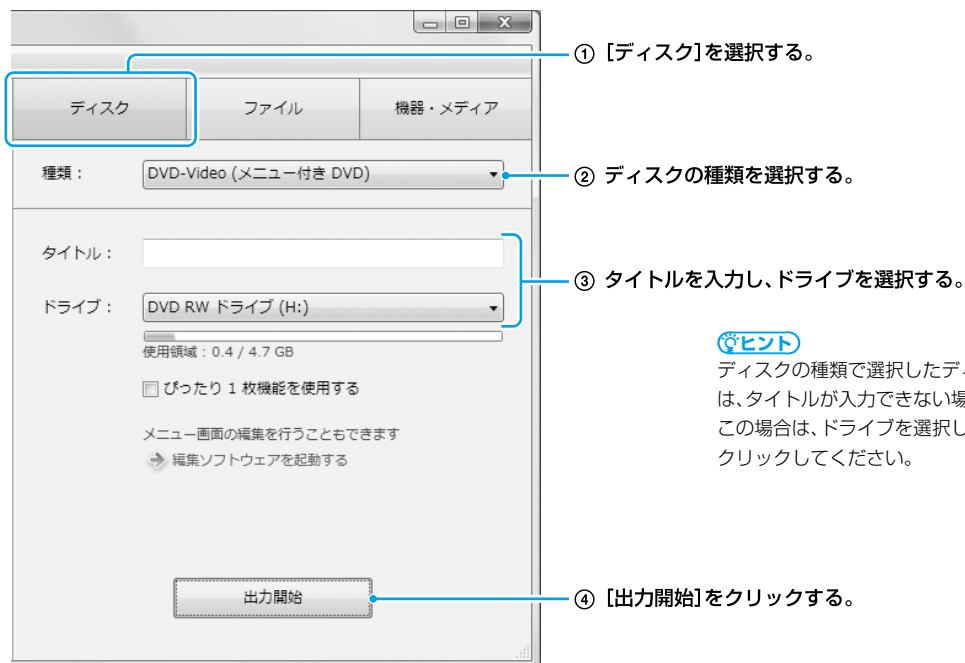 ① [ディスク]を選択する。
ディスク
ファイル
機器・メディア
種類：
DVD-Video (メニュー付き DVD)
② ディスクの種類を選択する。
タイトル：
③ タイトルを入力し、ドライブを選択する。
ドライブ：
DVD RW ドライブ (H:)
使用領域：0.4 / 4.7 GB
ぴったり 1 枚機能を使用する
メニュー画面の編集を行うこともできます
編集ソフトウェアを起動する
ヒント
ディスクの種類で選択したデ
は、タイトルが入力できない場
この場合は、ドライブを選択し
クリックしてください。
出力開始
④ [出力開始]をクリックする。